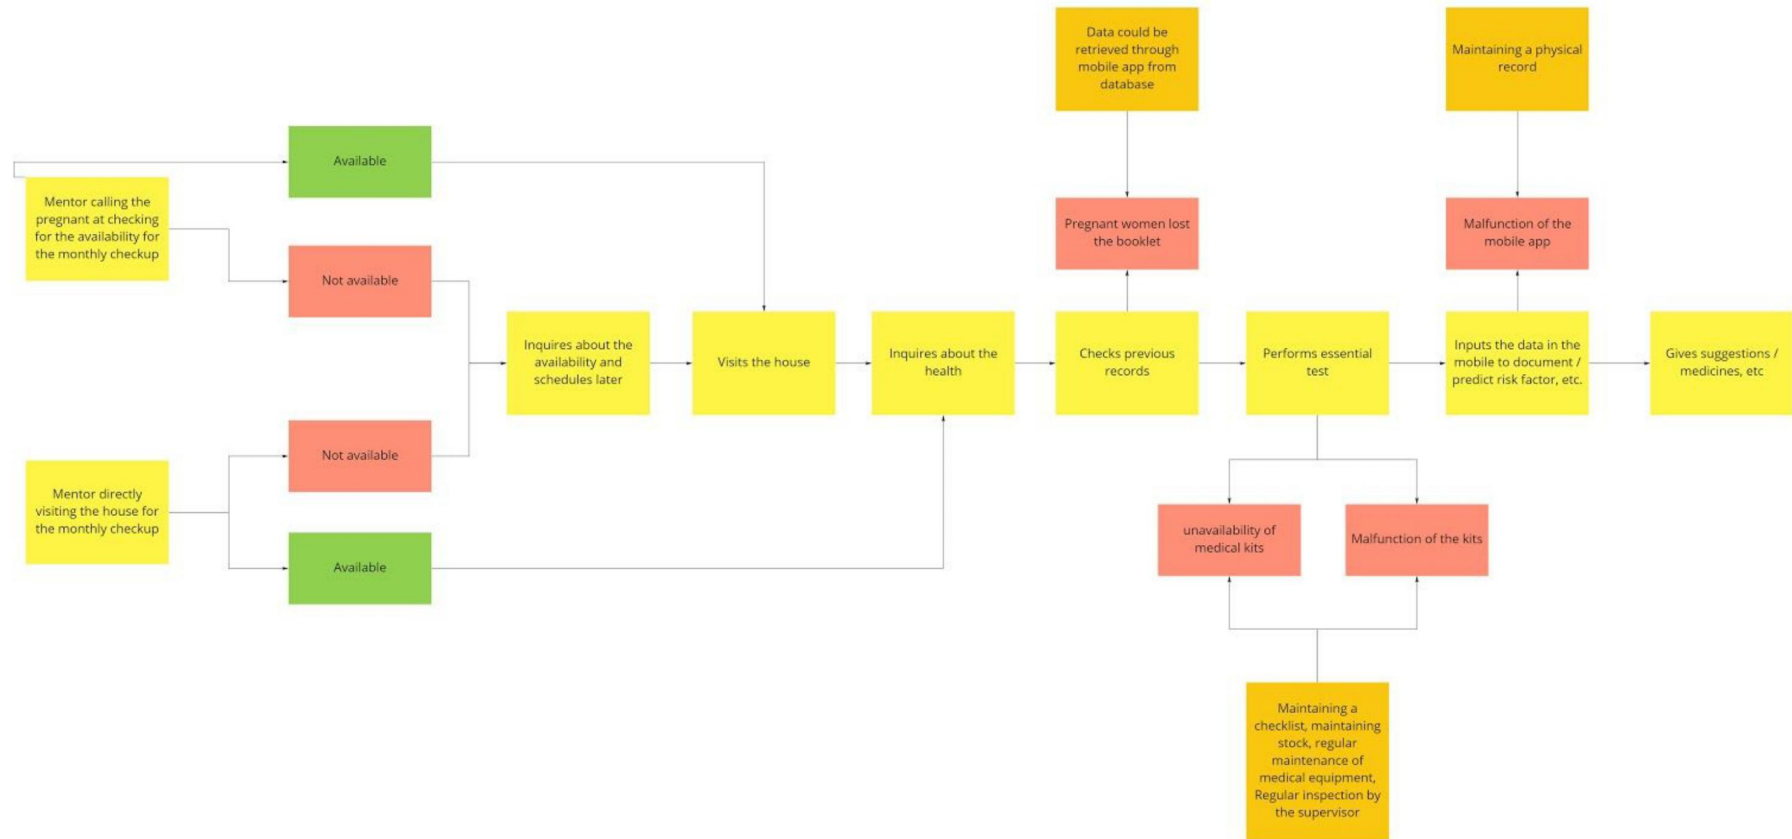 Data could be
retrieved through
mobile app from
database
Maintaining a physical
record
Available
Mentor calling the
pregnant at checking
for the availability for
the monthly checkup
Pregnant women lost
the booklet
Malfunction of the
mobile app
Not available
Inquires about the
availability and
schedules later
Visits the house
Inquires about the
health
Checks previous
records
Performs essential
test
Inputs the data in the
mobile to document /
predict risk factor, etc.
Gives suggestions /
medicines, etc
Not available
Mentor directly
visiting the house for
the monthly checkup
Available
unavailability of
medical kits
Malfunction of the kits
Maintaining a
checklist, maintaining
stock, regular
maintenance of
medical equipment,
Regular inspection by
the supervisor